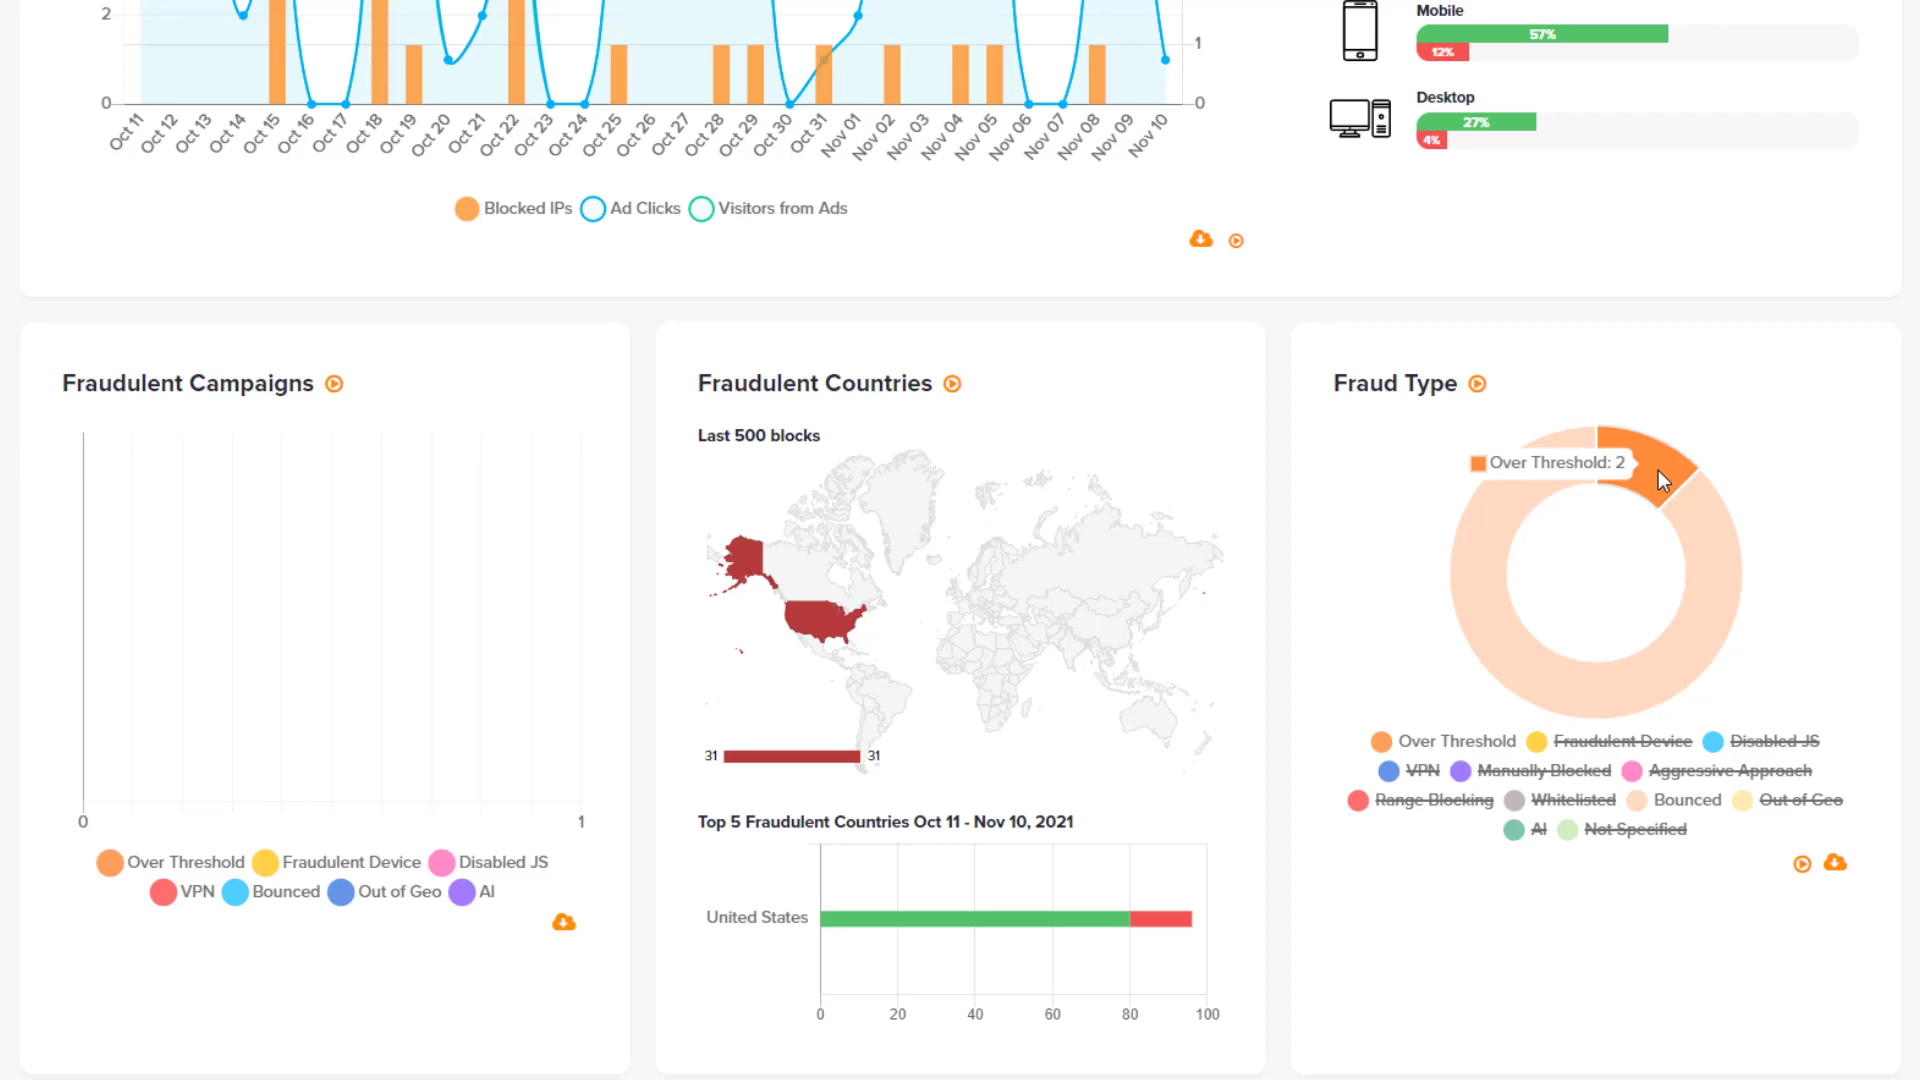 2
0
1
0
Oct 11
Oct 12
Oct 13
Oct 14
Oct 15
Oct 16
Oct 17
Oct 18
Oct 19
Oct 20
Oct 21
Oct 22
Oct 23
Oct 24
Oct 25
Oct 26
Oct 27
Oct 28
Oct 29
Oct 30
Oct 31
Nov 01
Nov 02
Nov 03
Nov 04
Nov 05
Nov 06
Nov 07
Nov 08
Nov 09
Nov 10
Blocked IPs Ad Clicks Visitors from Ads
Mobile
57%
12%
Desktop
27%
4%
Fraudulent Campaigns
0 1
Over Threshold Fraudulent Device Disabled JS
VPN Bounced Out of Geo AI
Fraudulent Countries
Last 500 blocks
31 31
Top 5 Fraudulent Countries Oct 11 - Nov 10, 2021
United States
0 20 40 60 80 100
Fraud Type
Over Threshold: 2
Over Threshold Fraudulent Device Disabled JS
VPN Manually Blocked Aggressive Approach
Range Blocking Whitelisted Bounced Out of Geo
AI Not Specified